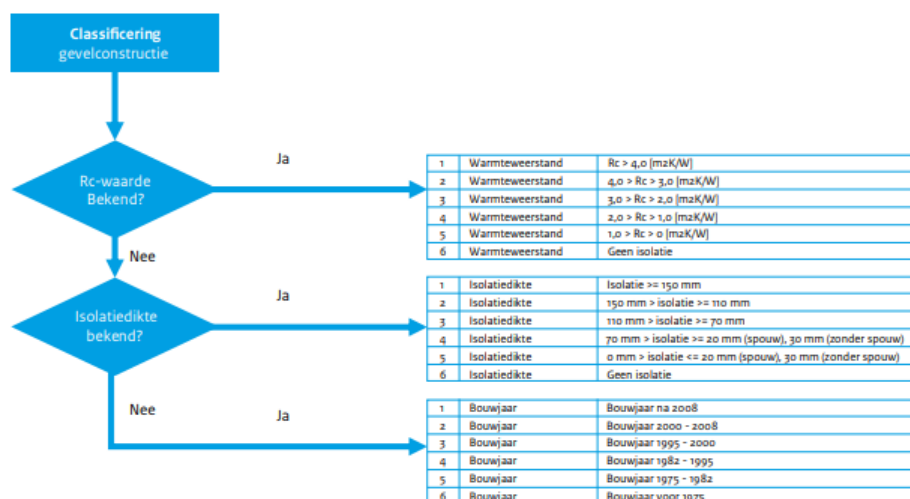 Classificering
gevelconstructie
Ja
Rc-waarde
Bekend?
1 Warmteweerstand Rc > 4,0 [m2K/W]
2 Warmteweerstand 4,0 > Rc > 3,0 [m2K/W]
3 Warmteweerstand 3,0 > Rc > 2,0 [m2K/W]
4 Warmteweerstand 2,0 > Rc > 1,0 [m2K/W]
5 Warmteweerstand 1,0 > Rc > 0 [m2K/W]
6 Warmteweerstand Geen isolatie
Nee
Ja
Isolatiedikte
bekend?
1 Isolatiedikte Isolatie >= 150 mm
2 Isolatiedikte 150 mm > isolatie >= 110 mm
3 Isolatiedikte 110 mm > isolatie >= 70 mm
4 Isolatiedikte 70 mm > isolatie >= 20 mm (spouw), 30 mm (zonder spouw)
5 Isolatiedikte 0 mm > isolatie <= 20 mm (spouw), 30 mm (zonder spouw)
6 Isolatiedikte Geen isolatie
Nee
Ja
1 Bouwjaar Bouwjaar na 2008
2 Bouwjaar Bouwjaar 2000 - 2008
3 Bouwjaar Bouwjaar 1995 - 2000
4 Bouwjaar Bouwjaar 1982 - 1995
5 Bouwjaar Bouwjaar 1975 - 1982
6 Bouwjaar Bouwjaar voor 1975